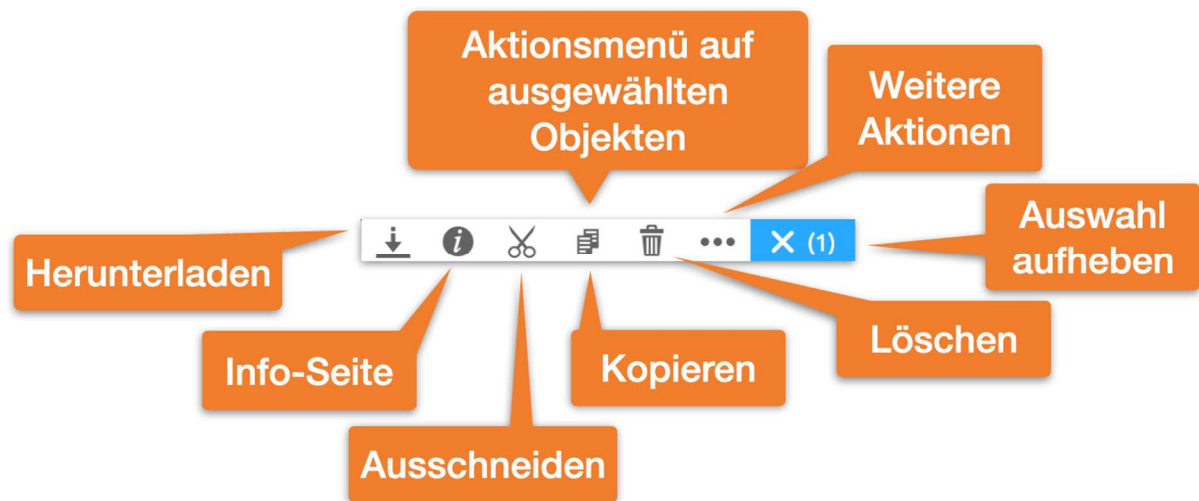 Aktionsmenü auf
ausgewählten
Objekten
Weitere
Aktionen
Herunterladen
(1)
Auswahl
aufheben
Info-Seite
Kopieren
Löschen
Ausschneiden